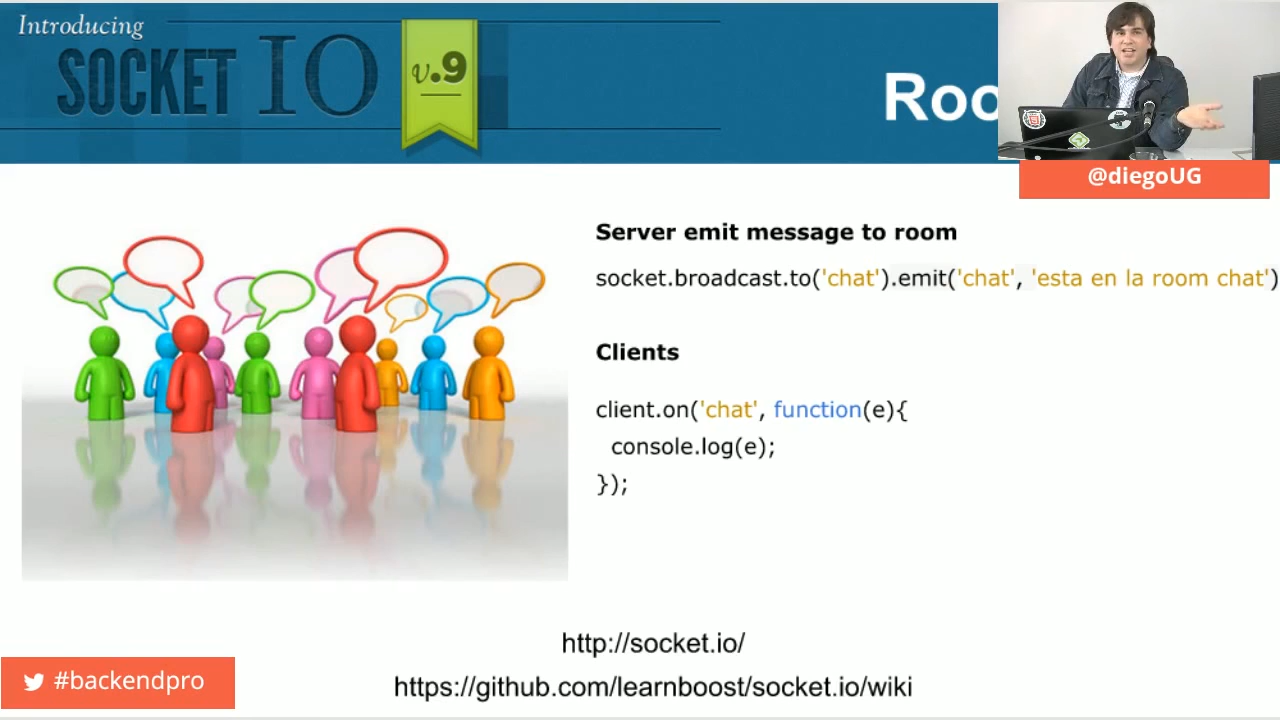 Introducing
SOCKET IO v.9
Roo
@diegoUG
Server emit message to room
socket.broadcast.to('chat').emit('chat', 'esta en la room chat')
Clients
client.on('chat', function(e){
console.log(e);
});
http://socket.io/
#backendpro
https://github.com/learnboost/socket.io/wiki